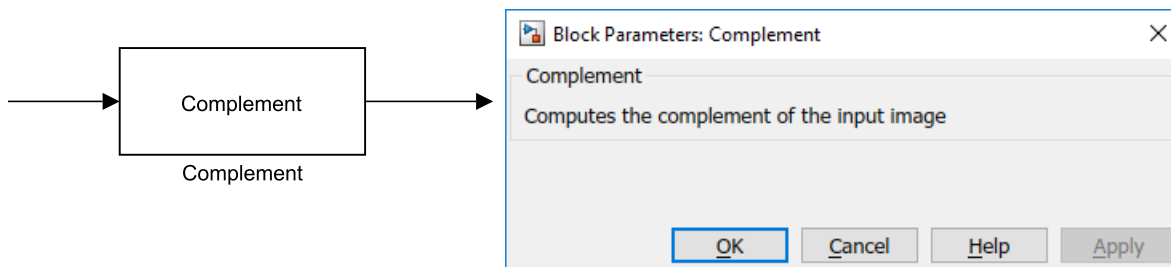 Complement
Complement
Block Parameters: Complement
Complement
Computes the complement of the input image
OK Cancel Help Apply